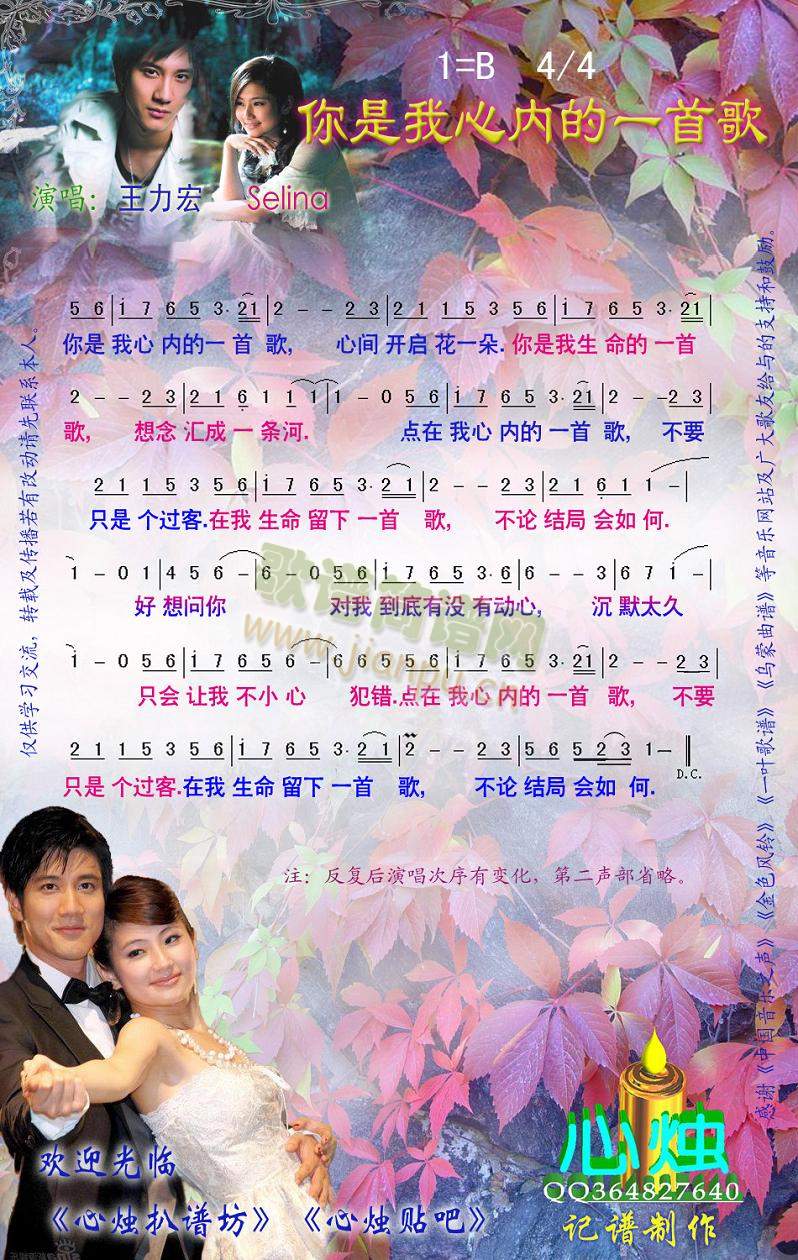 1=B 4/4
你是我心内的一首歌
演唱: 王力宏 Selina
5 6 | i 7 6 5 3· 2 1 | 2 - - 2 3 | 2 1 1 5 3 5 6 | i 7 6 5 3· 2 1 |
你是 我心 内的一 首 歌, 心间 开启 花一 朵. 你是我生 命的 一首
2 - - 2 3 | 2 1 6 1 1 1 | 1 - 0 5 6 | i 7 6 5 3· 2 1 | 2 - - 2 3 |
歌, 想念 汇成 一 条河. 点在 我心 内的 一首 歌, 不要
2 1 1 5 3 5 6 | i 7 6 5 3· 2 1 | 2 - - 2 3 | 2 1 6 1 1 - |
只是 个过客.在我 生命 留下 一首 歌, 不论 结局 会如 何.
1 - 0 1 | 4 5 6 - | 6 - 0 5 6 | i 7 6 5 3· 6 | 6 - - 3 | 6 7 i - |
好 想问你 对我 到底有没 有动心, 沉 默太久
i - 0 5 6 | i 7 6 5 6 - | 6 6 5 5 6 | i 7 6 5 3· 2 1 | 2 - - 2 3 |
只会 让我 不小 心 犯错.点在 我心 内的 一首 歌, 不要
2 1 1 5 3 5 6 | i 7 6 5 3· 2 1 | 2 - - 2 3 | 5 5 6 5 2 3 1 - ‖
D.C.
只是 个过客.在我 生命 留下 一首 歌, 不论 结局 会如 何.
注: 反复后演唱次序有变化, 第二声部省略。
仅供学习交流, 转载及传播若有改动请先联系本人。
感谢《中国音乐之声》《金色风铃》《一叶歌谱》《乌蒙曲谱》等音乐网站及广大歌友给与的支持和鼓励。
歌谱简谱网
www.jianpu.cn
欢迎光临
《心烛扒谱坊》《心烛贴吧》
心烛
QQ364827640
记谱制作